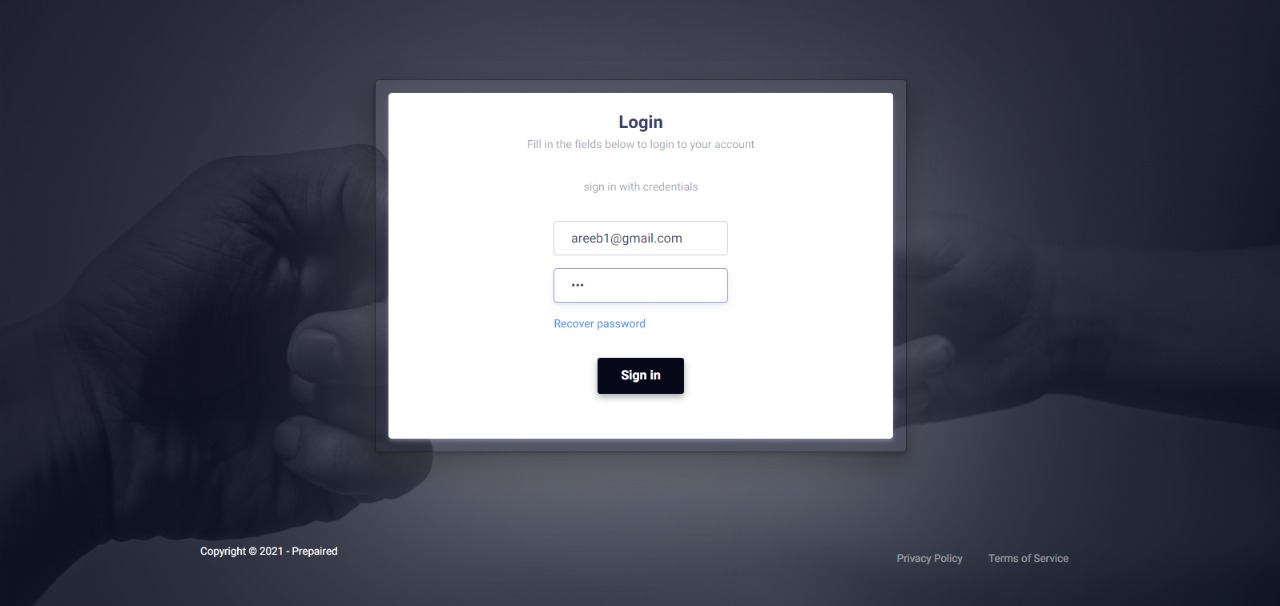 Login
Fill in the fields below to login to your account
sign in with credentials
areeb1@gmail.com
•••
Recover password
Sign in
Copyright © 2021 - Prepaired
Privacy Policy
Terms of Service